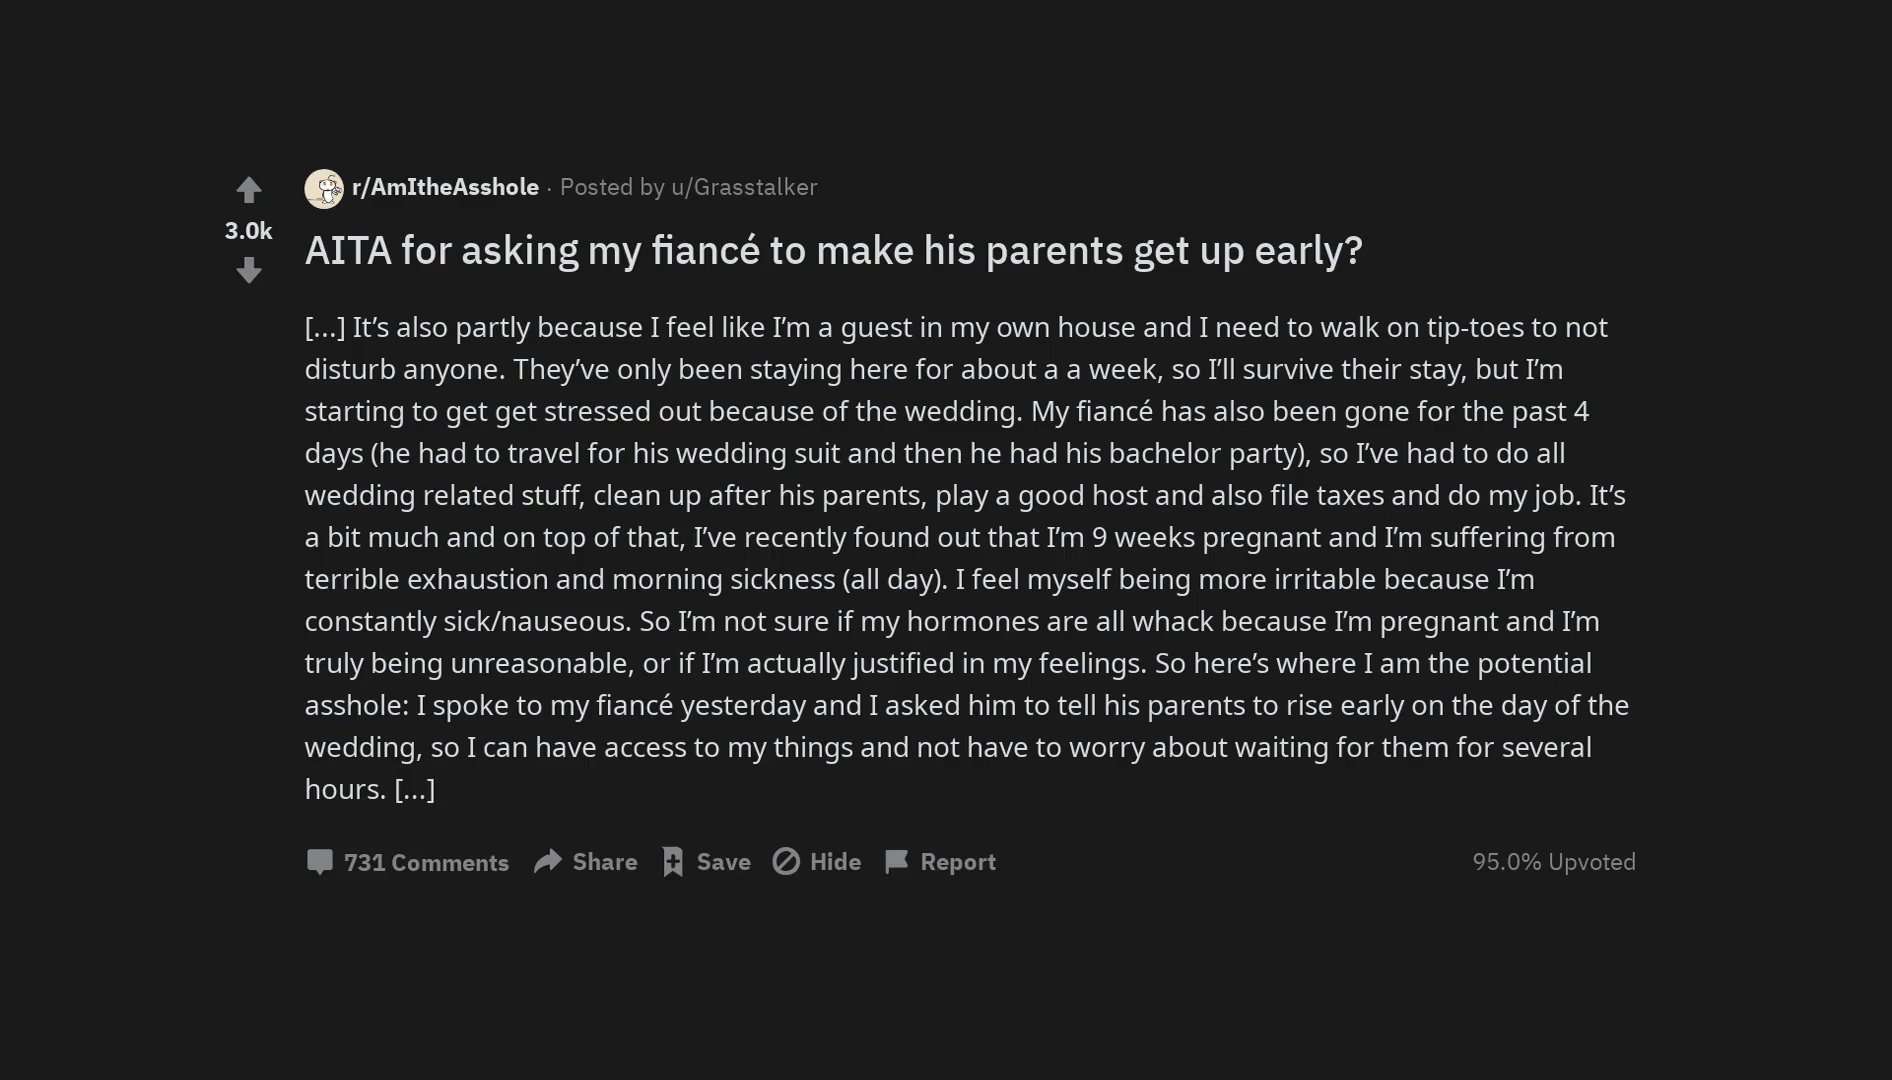 r/AmItheAsshole · Posted by u/Grasstalker
3.0k
AITA for asking my fiancé to make his parents get up early?
[...] It’s also partly because I feel like I’m a guest in my own house and I need to walk on tip-toes to not
disturb anyone. They’ve only been staying here for about a a week, so I’ll survive their stay, but I’m
starting to get get stressed out because of the wedding. My fiancé has also been gone for the past 4
days (he had to travel for his wedding suit and then he had his bachelor party), so I’ve had to do all
wedding related stuff, clean up after his parents, play a good host and also file taxes and do my job. It’s
a bit much and on top of that, I’ve recently found out that I’m 9 weeks pregnant and I’m suffering from
terrible exhaustion and morning sickness (all day). I feel myself being more irritable because I’m
constantly sick/nauseous. So I’m not sure if my hormones are all whack because I’m pregnant and I’m
truly being unreasonable, or if I’m actually justified in my feelings. So here’s where I am the potential
asshole: I spoke to my fiancé yesterday and I asked him to tell his parents to rise early on the day of the
wedding, so I can have access to my things and not have to worry about waiting for them for several
hours. [...]
731 Comments Share Save Hide Report 95.0% Upvoted